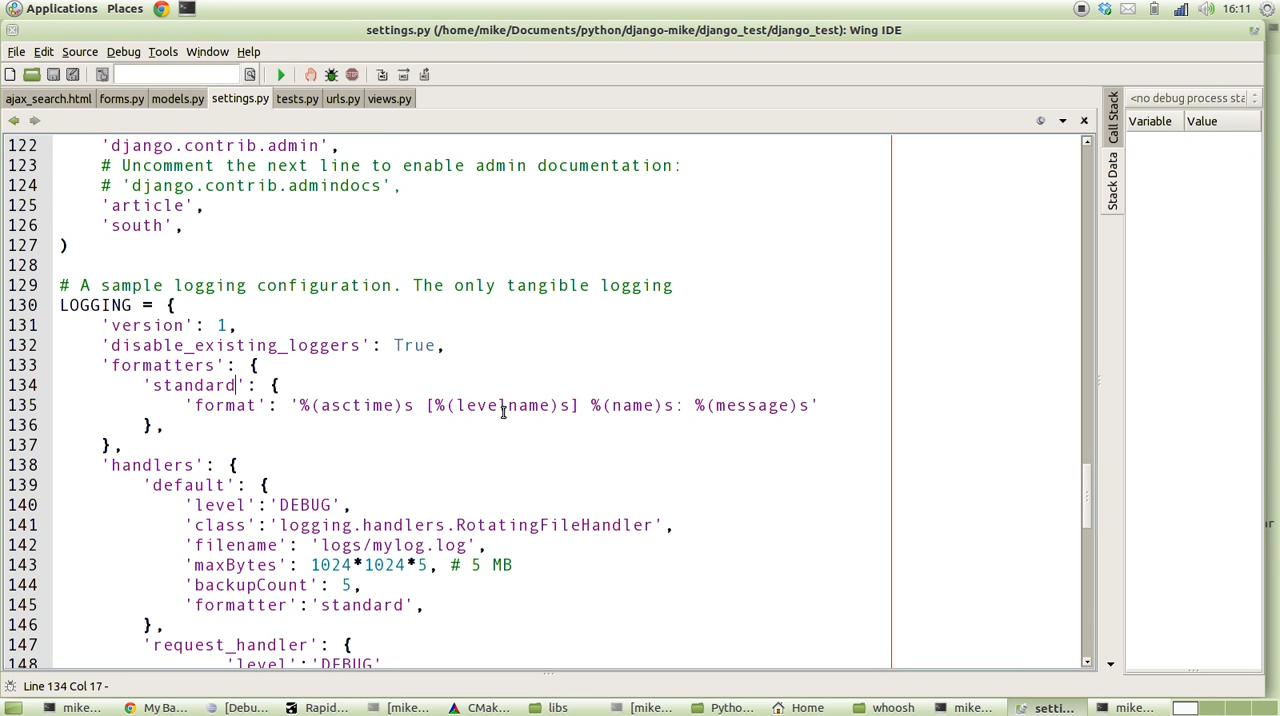 Applications Places 16:11
settings.py (/home/mike/Documents/python/django-mike/django_test/django_test): Wing IDE
File Edit Source Debug Tools Window Help
ajax_search.html forms.py models.py settings.py tests.py urls.py views.py
<no debug process sta
Variable Value
Call Stack
Stack Data
122 'django.contrib.admin',
123 # Uncomment the next line to enable admin documentation:
124 # 'django.contrib.admindocs',
125 'article',
126 'south',
127 )
128
129 # A sample logging configuration. The only tangible logging
130 LOGGING = {
131 'version': 1,
132 'disable_existing_loggers': True,
133 'formatters': {
134 'standard': {
135 'format': '%(asctime)s [%(levelname)s] %(name)s: %(message)s'
136 },
137 },
138 'handlers': {
139 'default': {
140 'level':'DEBUG',
141 'class':'logging.handlers.RotatingFileHandler',
142 'filename': 'logs/mylog.log',
143 'maxBytes': 1024*1024*5, # 5 MB
144 'backupCount': 5,
145 'formatter':'standard',
146 },
147 'request_handler': {
148 'level':'DEBUG'
Line 134 Col 17 -
mike... My Ba... [Debu... Rapid... [mike... CMak... libs [mike... Pytho... Home whoosh mike... setti... mike...